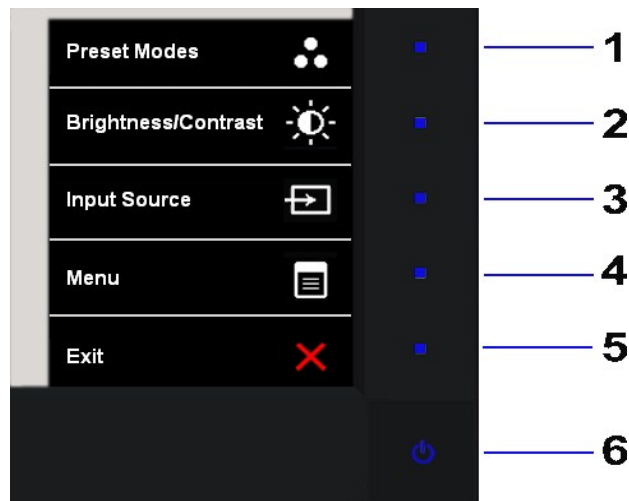 Preset Modes
1
Brightness/Contrast
2
Input Source
3
Menu
4
Exit
5
6